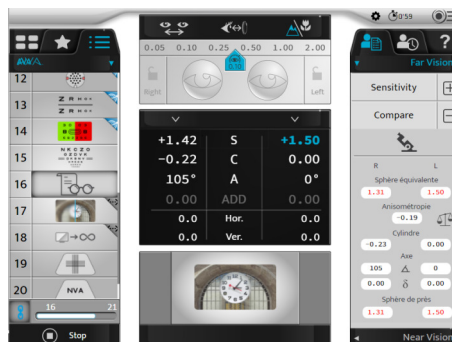 0'59
AVA
12
13
Z R H
14
15
N K C Z O
16
17
18
→∞
19
20
NVA
16 21
Stop
0.05 0.10 0.25 0.50 1.00 2.00
0.10
Right Left
+1.42 S +1.50
-0.22 C 0.00
105° A 0°
0.00 ADD 0.00
0.0 Hor. 0.0
0.0 Ver. 0.0
?
Far Vision
Sensitivity +
Compare −
R L
Sphère équivalente
1.31 1.50
Anisométropie
-0.19
Cylindre
-0.23 0.00
Axe
105 0
0.00 δ 0.00
Sphère de près
1.31 1.50
Near Vision